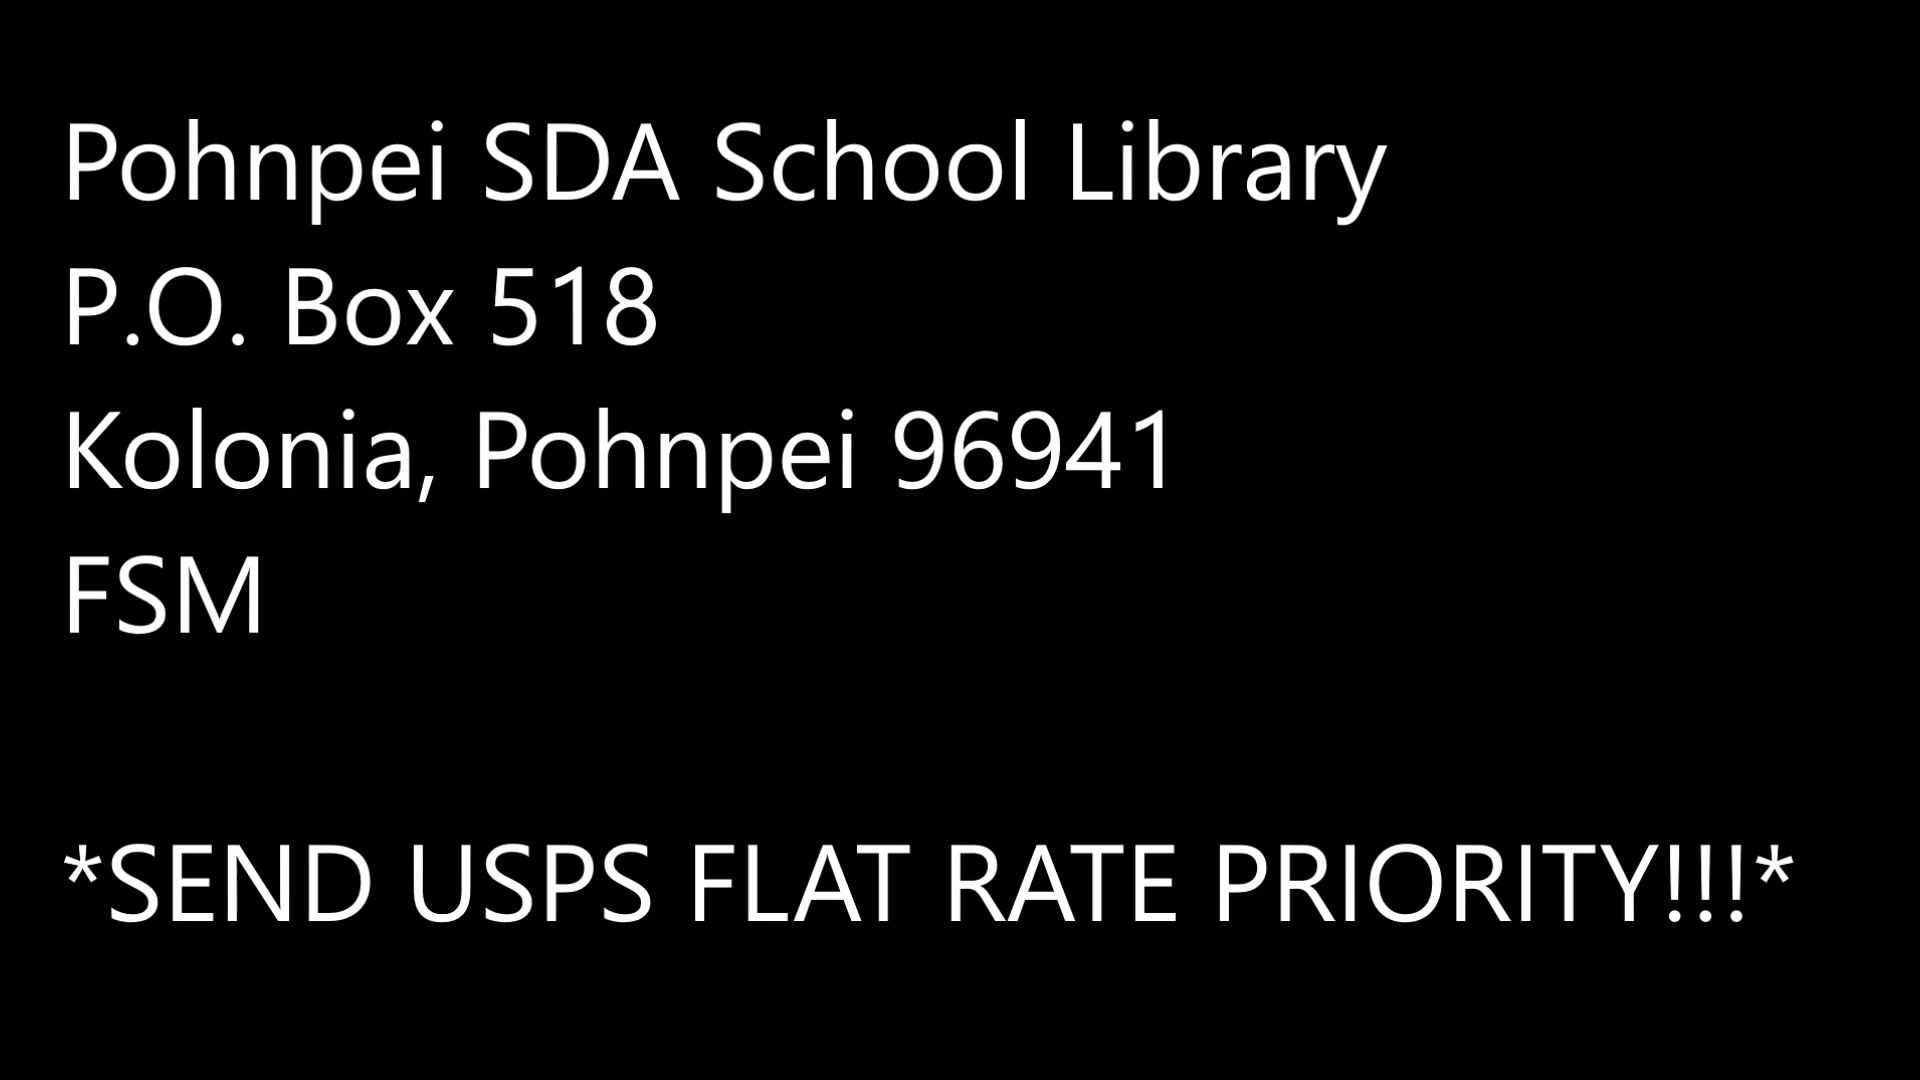 Pohnpei SDA School Library
P.O. Box 518
Kolonia, Pohnpei 96941
FSM
*SEND USPS FLAT RATE PRIORITY!!!*